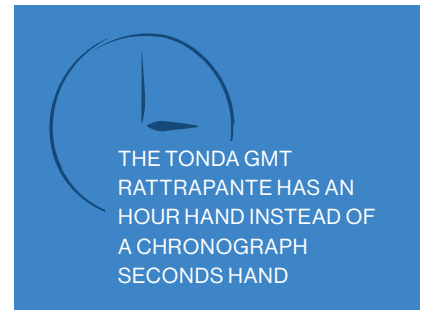 THE TONDA GMT
RATTRAPANTE HAS AN
HOUR HAND INSTEAD OF
A CHRONOGRAPH
SECONDS HAND